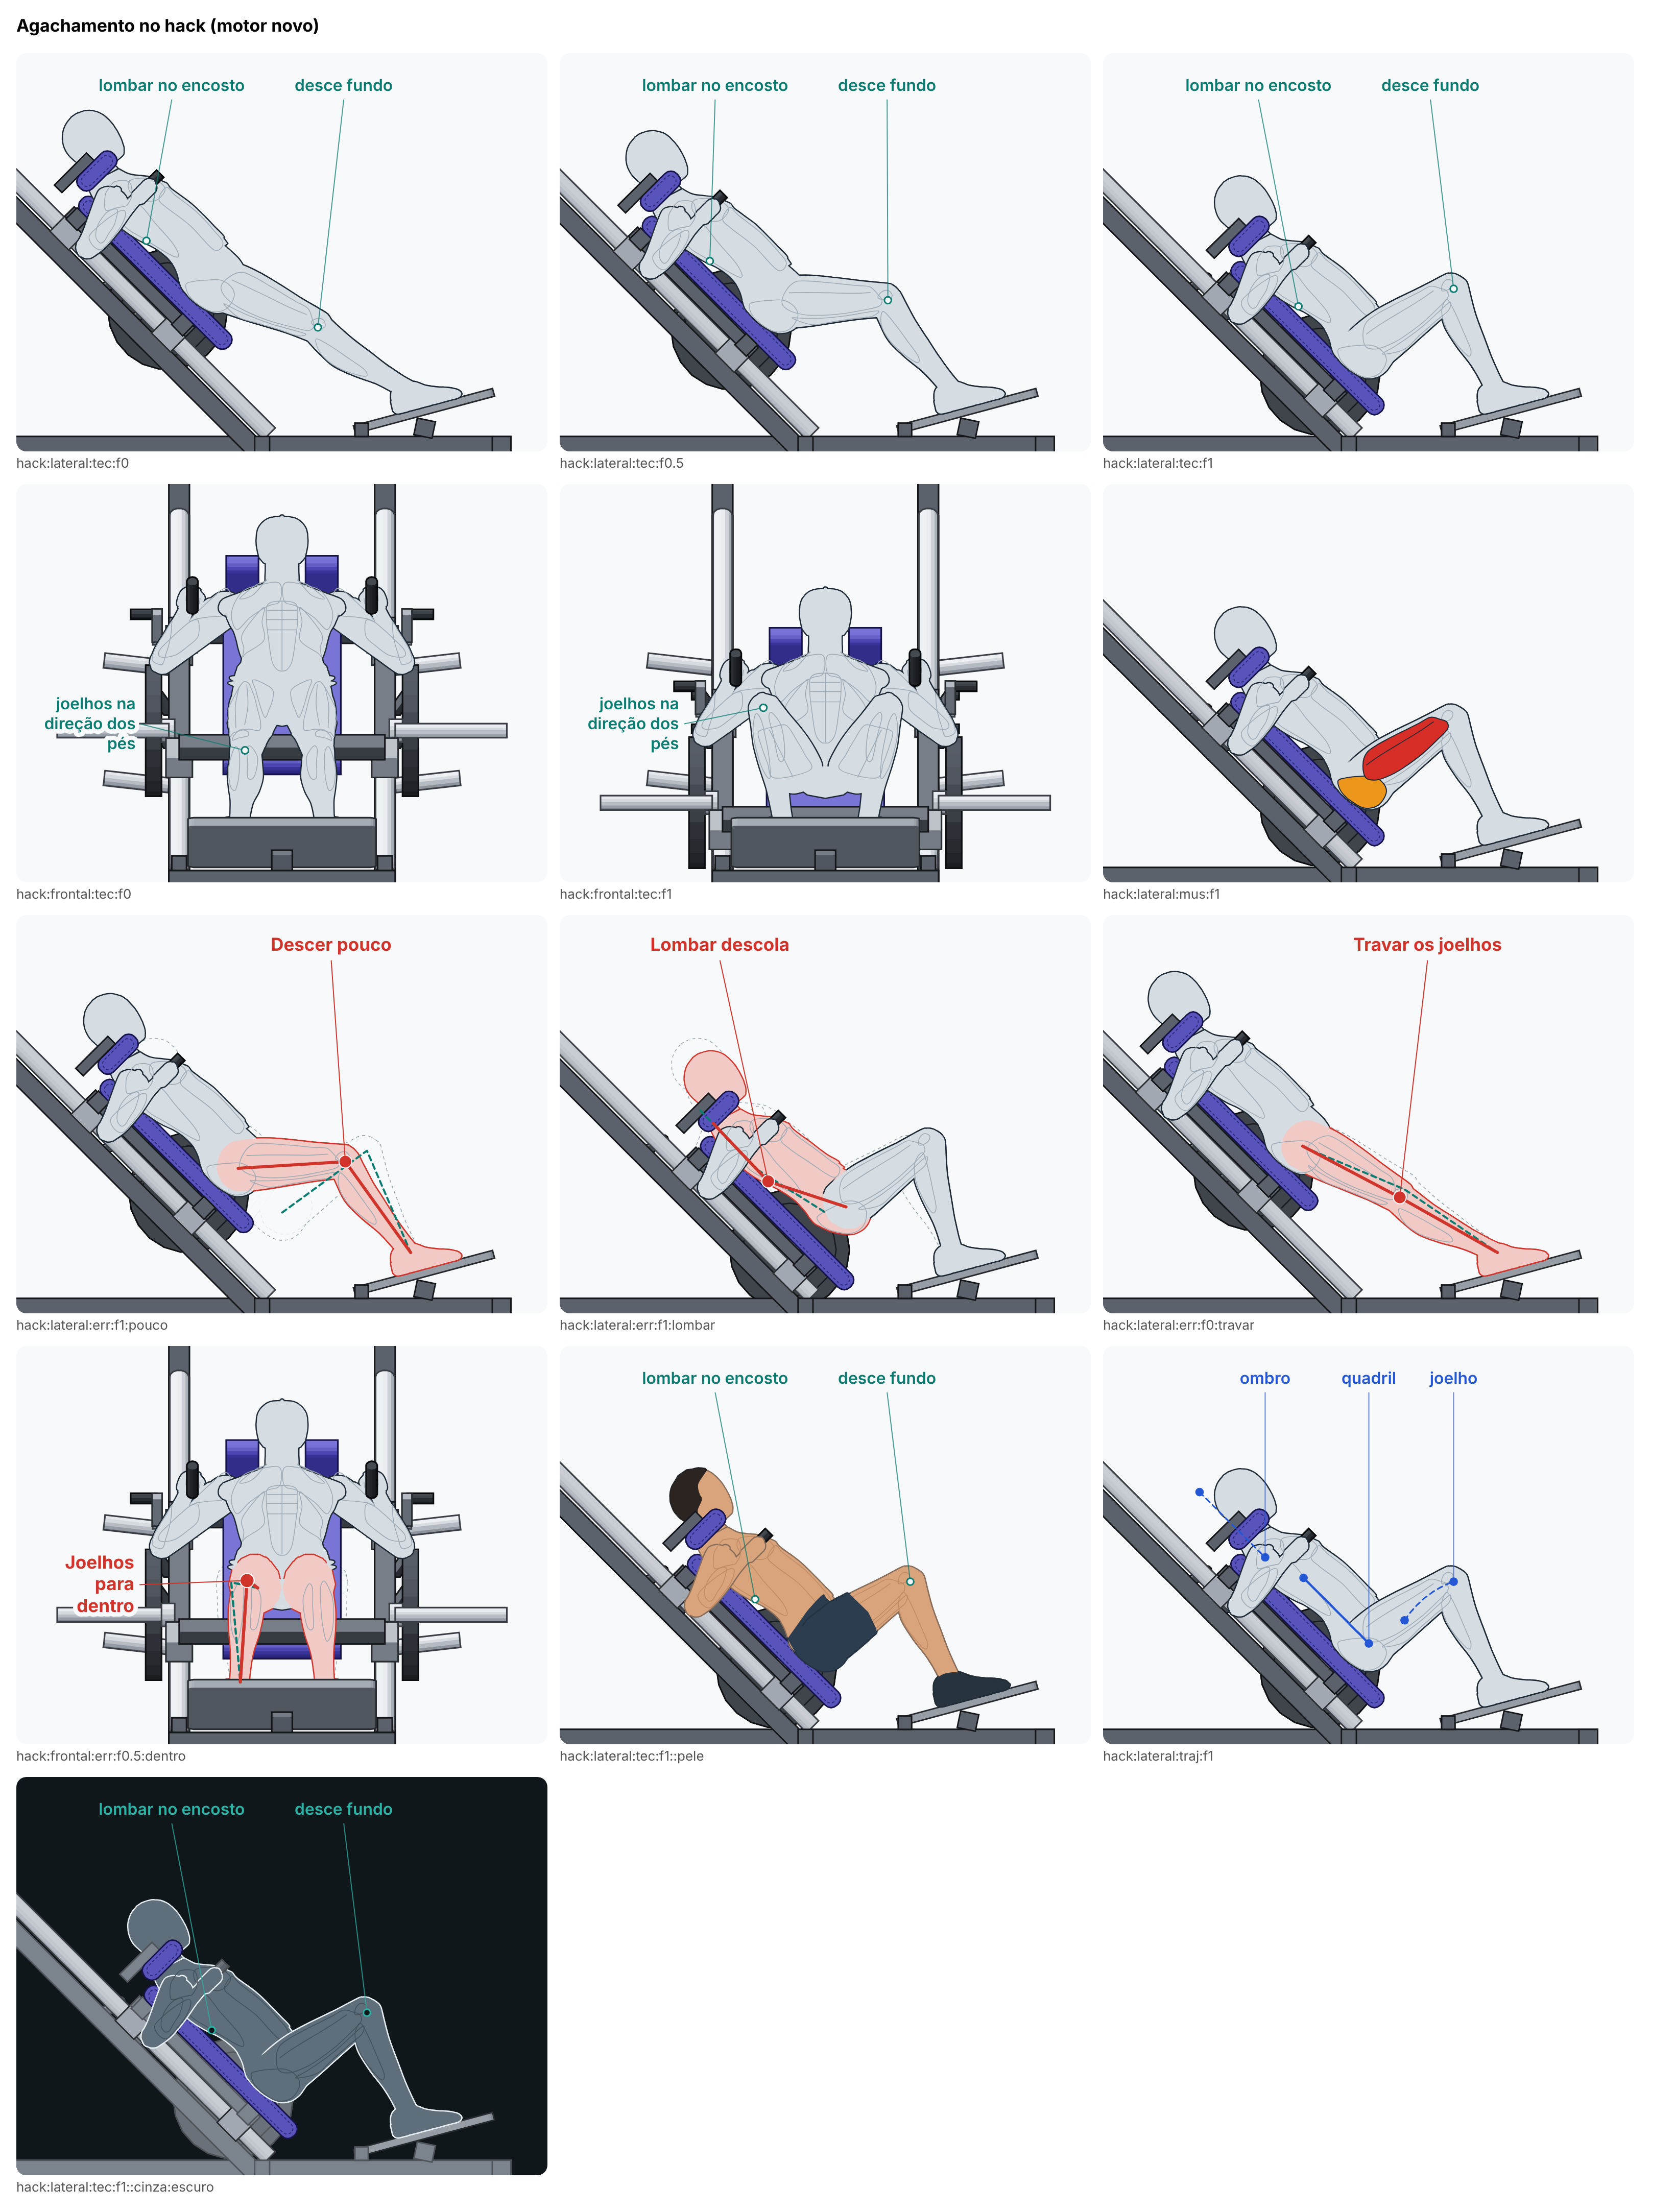 Agachamento no hack (motor novo)
lombar no encosto
desce fundo
hack:lateral:tec:f0
lombar no encosto
desce fundo
hack:lateral:tec:f0.5
lombar no encosto
desce fundo
hack:lateral:tec:f1
joelhos na
direção dos
pés
hack:frontal:tec:f0
joelhos na
direção dos
pés
hack:frontal:tec:f1
hack:lateral:mus:f1
Descer pouco
hack:lateral:err:f1:pouco
Lombar descola
hack:lateral:err:f1:lombar
Travar os joelhos
hack:lateral:err:f0:travar
Joelhos
para
dentro
hack:frontal:err:f0.5:dentro
lombar no encosto
desce fundo
hack:lateral:tec:f1::pele
ombro
quadril
joelho
hack:lateral:traj:f1
lombar no encosto
desce fundo
hack:lateral:tec:f1::cinza:escuro